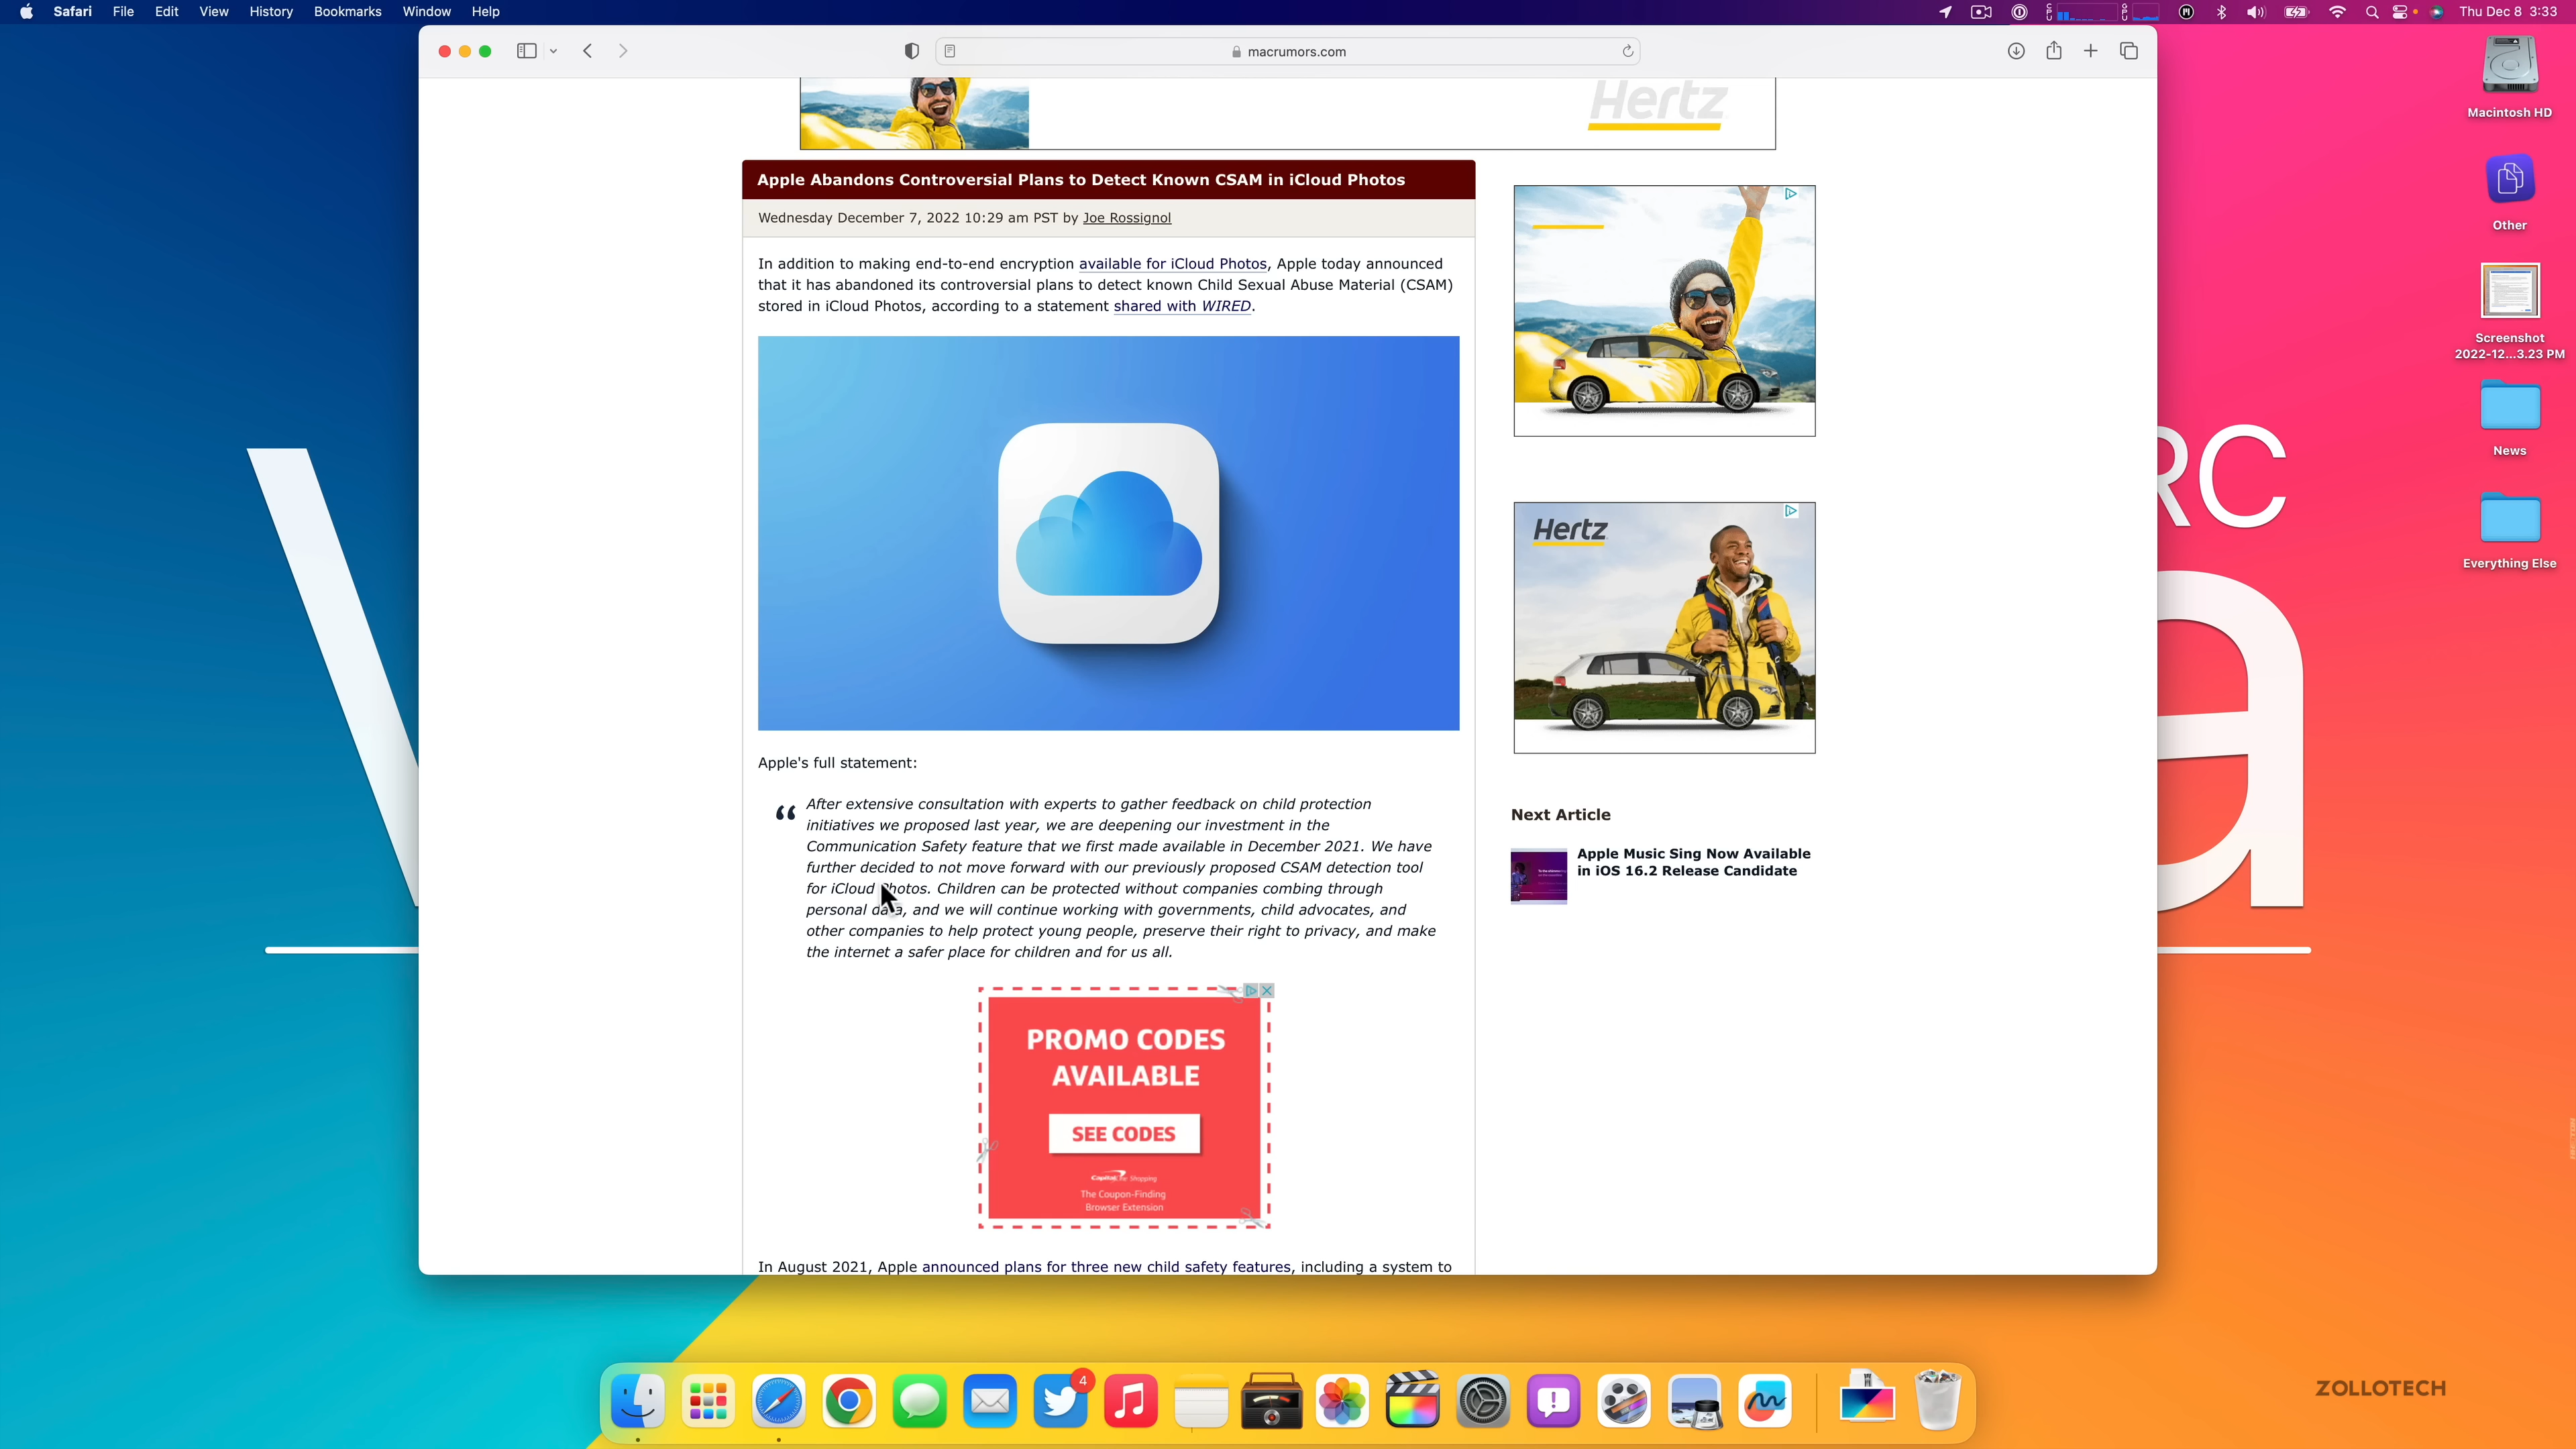 Safari File Edit View History Bookmarks Window Help
Thu Dec 8 3:33
macrumors.com
Hertz
Apple Abandons Controversial Plans to Detect Known CSAM in iCloud Photos
Wednesday December 7, 2022 10:29 am PST by Joe Rossignol
In addition to making end-to-end encryption available for iCloud Photos, Apple today announced
that it has abandoned its controversial plans to detect known Child Sexual Abuse Material (CSAM)
stored in iCloud Photos, according to a statement shared with WIRED.
Apple's full statement:
“ After extensive consultation with experts to gather feedback on child protection
initiatives we proposed last year, we are deepening our investment in the
Communication Safety feature that we first made available in December 2021. We have
further decided to not move forward with our previously proposed CSAM detection tool
for iCloud Photos. Children can be protected without companies combing through
personal data, and we will continue working with governments, child advocates, and
other companies to help protect young people, preserve their right to privacy, and make
the internet a safer place for children and for us all.
PROMO CODES
AVAILABLE
SEE CODES
Capital One Shopping
The Coupon-Finding
Browser Extension
In August 2021, Apple announced plans for three new child safety features, including a system to
Hertz
Next Article
Apple Music Sing Now Available
in iOS 16.2 Release Candidate
Macintosh HD
Other
Screenshot
2022-12...3.23 PM
News
Everything Else
RC
a
4
ZOLLOTECH